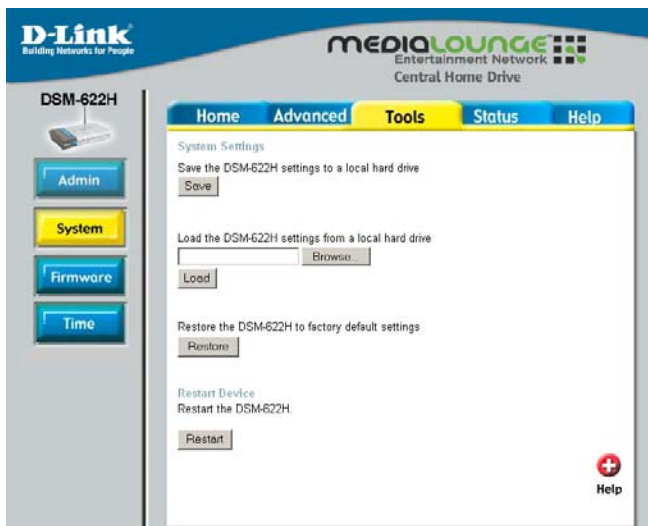 D-Link
Building Networks for People
MEDIALOUNGE
Entertainment Network
Central Home Drive
DSM-622H
Home Advanced Tools Status Help
Admin
System
Firmware
Time
System Settings
Save the DSM-622H settings to a local hard drive
Save
Load the DSM-622H settings from a local hard drive
Browse...
Load
Restore the DSM-622H to factory default settings
Restore
Restart Device
Restart the DSM-622H.
Restart
Help